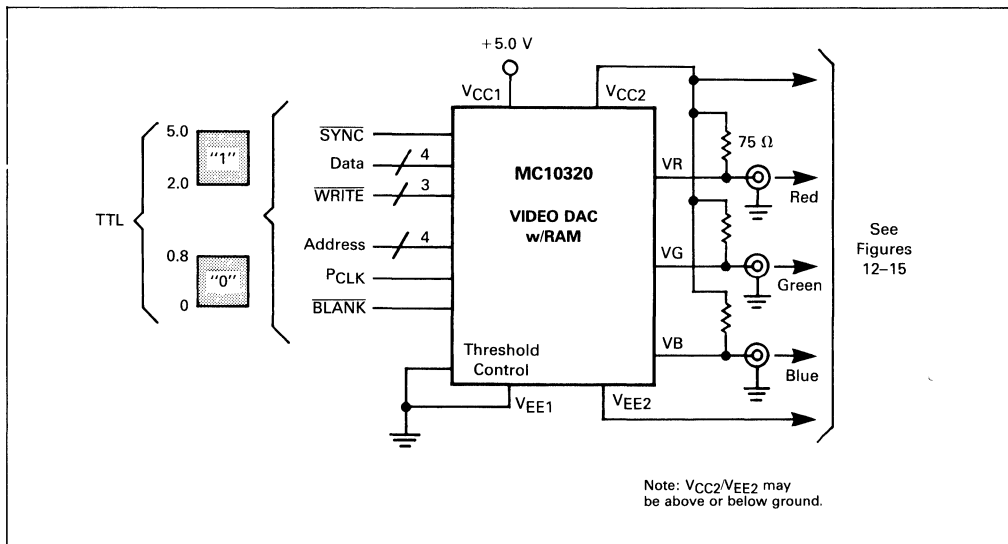 +5.0 V
VCC1
VCC2
TTL
5.0
"1"
2.0
0.8
"0"
0
SYNC
Data
4
WRITE
3
Address
4
PCLK
BLANK
Threshold
Control
MC10320
VIDEO DAC
w/RAM
VR
VG
VB
75 Ω
Red
Green
Blue
VEE1
VEE2
See
Figures
12–15
Note: VCC2/VEE2 may
be above or below ground.